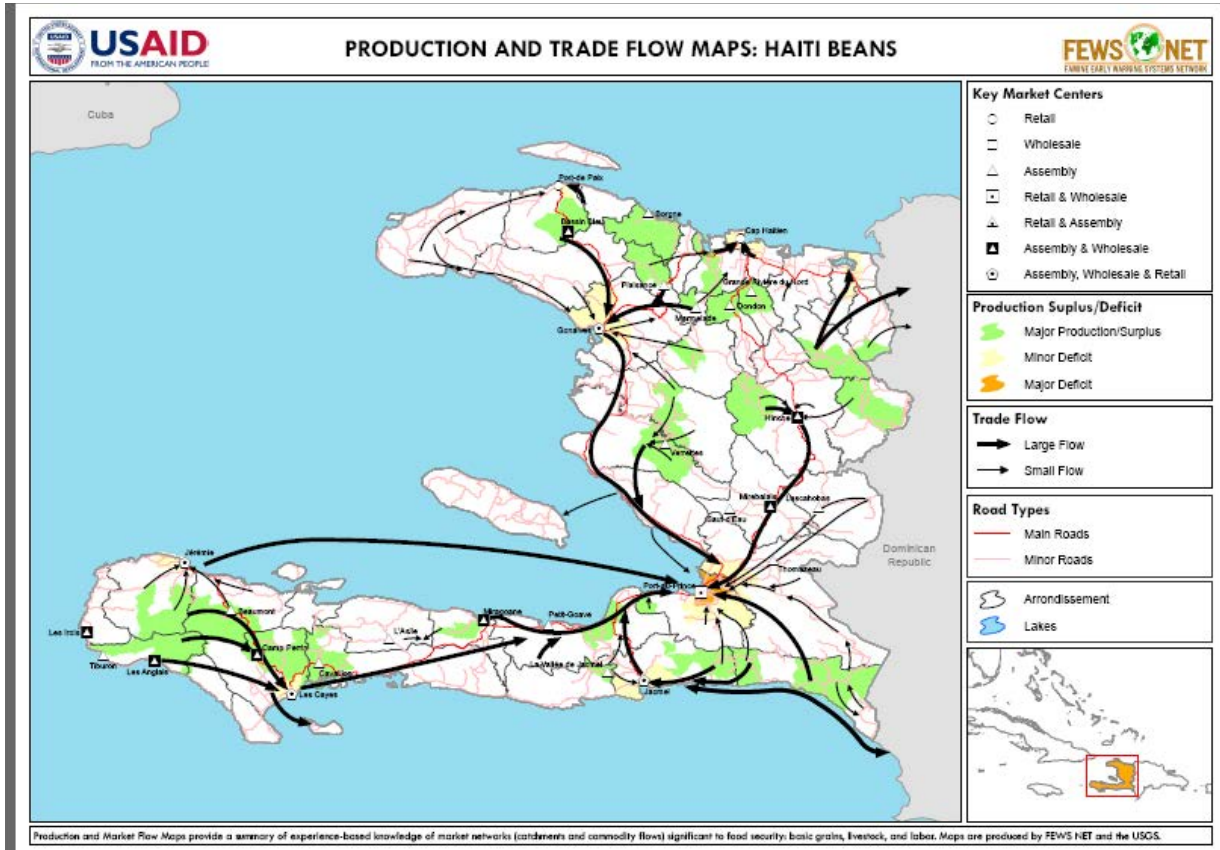 USAID
FROM THE AMERICAN PEOPLE
PRODUCTION AND TRADE FLOW MAPS: HAITI BEANS
FEWS NET
FAMINE EARLY WARNING SYSTEMS NETWORK
Cuba
Port-de Paix
Bassin Bleu
Borgne
Cap Haitien
Plaisance
Grande Rivière du Nord
Dondon
Marmelade
Gonaives
Hinche
Verrettes
Mirebalais
Lascahobas
Saut-d'Eau
Dominican
Republic
Thomazeau
Port-au-Prince
Jérémie
Beaumont
Les Irois
Tiburon
Les Anglais
Camp Perrin
Cavaillon
Les Cayes
L'Asile
Miragoane
Petit-Goave
La Vallée de Jacmel
Jacmel
Key Market Centers
Retail
Wholesale
Assembly
Retail & Wholesale
Retail & Assembly
Assembly & Wholesale
Assembly, Wholesale & Retail
Production Suplus/Deficit
Major Production/Surplus
Minor Deficit
Major Deficit
Trade Flow
Large Flow
Small Flow
Road Types
Main Roads
Minor Roads
Arrondissement
Lakes
Production and Market Flow Maps provide a summary of experience-based knowledge of market networks (catchments and commodity flows) significant to food security: basic grains, livestock, and labor. Maps are produced by FEWS NET and the USGS.